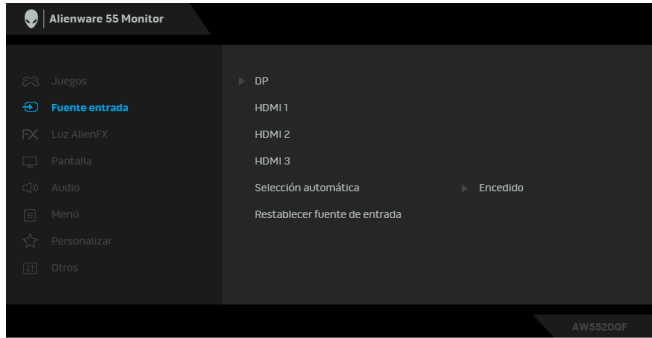 Alienware 55 Monitor
Juegos
DP
Fuente entrada
HDMI 1
FX Luz AlienFX
HDMI 2
Pantalla
HDMI 3
Audio
Selección automática
Encedido
Menú
Restablecer fuente de entrada
Personalizar
Otros
AW5520QF